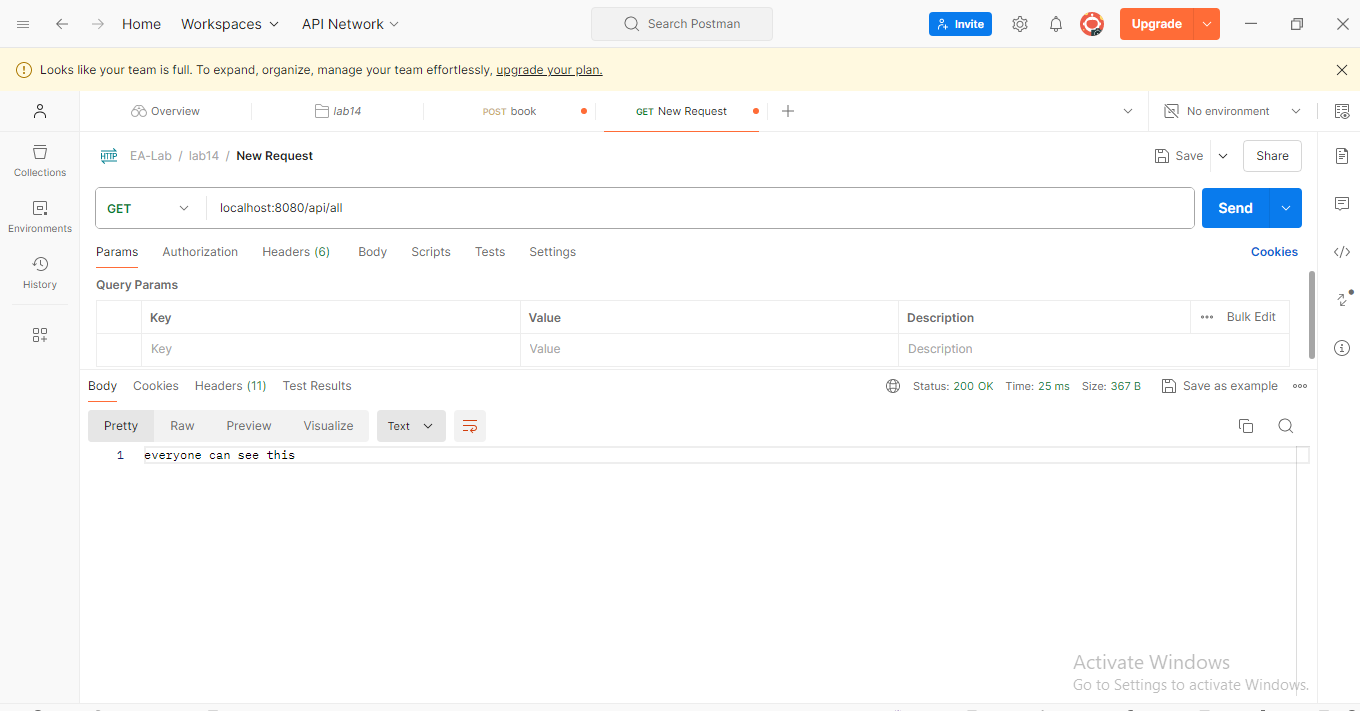 Home Workspaces API Network Search Postman Invite Upgrade
Looks like your team is full. To expand, organize, manage your team effortlessly, upgrade your plan.
Overview lab14 POST book GET New Request No environment
HTTP EA-Lab / lab14 / New Request Save Share
Collections
GET localhost:8080/api/all Send
Environments
Params Authorization Headers (6) Body Scripts Tests Settings Cookies
History
Query Params
Key Value Description Bulk Edit
Key Value Description
Body Cookies Headers (11) Test Results Status: 200 OK Time: 25 ms Size: 367 B Save as example
Pretty Raw Preview Visualize Text
1 everyone can see this
Activate Windows
Go to Settings to activate Windows.